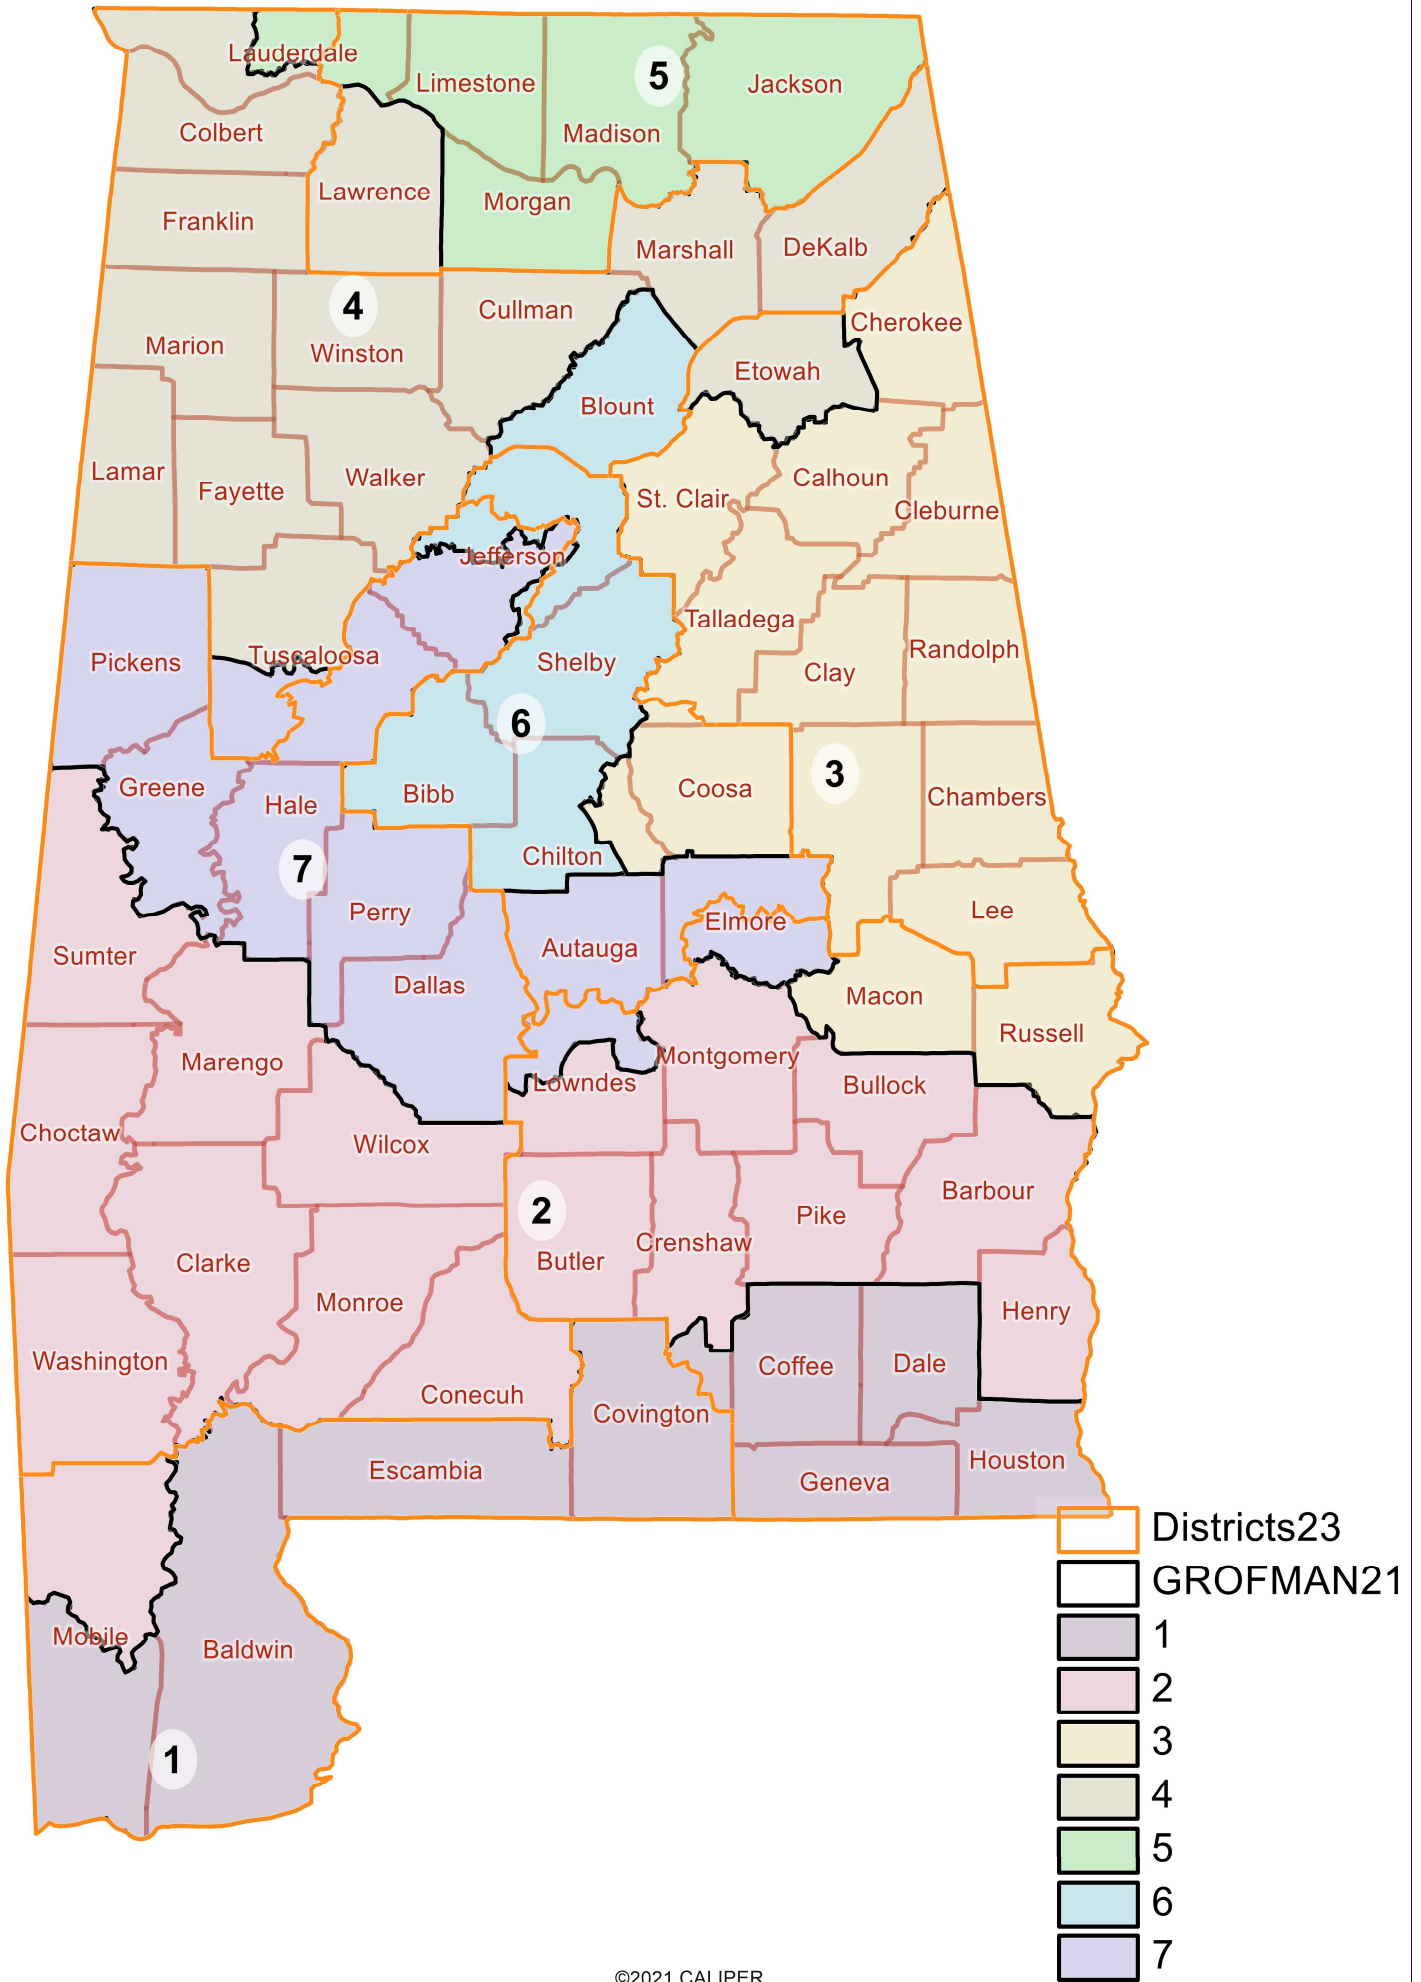 Lauderdale
Limestone
5
Jackson
Colbert
Madison
Lawrence
Morgan
Franklin
Marshall
DeKalb
4
Cullman
Cherokee
Marion
Winston
Etowah
Blount
Lamar
Fayette
Walker
St. Clair
Calhoun
Cleburne
Jefferson
Talladega
Pickens
Tuscaloosa
Shelby
Clay
Randolph
6
Greene
Hale
Bibb
Coosa
3
Chambers
7
Chilton
Perry
Elmore
Lee
Sumter
Autauga
Dallas
Macon
Russell
Marengo
Lowndes
Montgomery
Bullock
Choctaw
Wilcox
Barbour
2
Pike
Clarke
Butler
Crenshaw
Monroe
Henry
Washington
Conecuh
Coffee
Dale
Covington
Escambia
Geneva
Houston
Mobile
Baldwin
1
Districts23
GROFMAN21
1
2
3
4
5
6
7
©2021 CALIPER